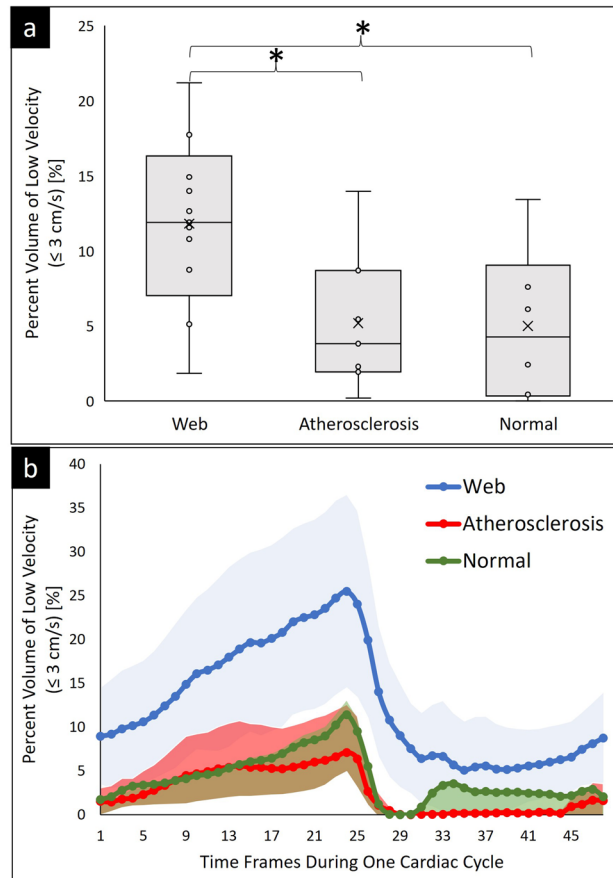 a
Percent Volume of Low Velocity
(≤ 3 cm/s) [%]
25
20
15
10
5
0
*
*
Web Atherosclerosis Normal
b
Percent Volume of Low Velocity
(≤ 3 cm/s) [%]
40
35
30
25
20
15
10
5
0
Web
Atherosclerosis
Normal
1 5 9 13 17 21 25 29 33 37 41 45
Time Frames During One Cardiac Cycle